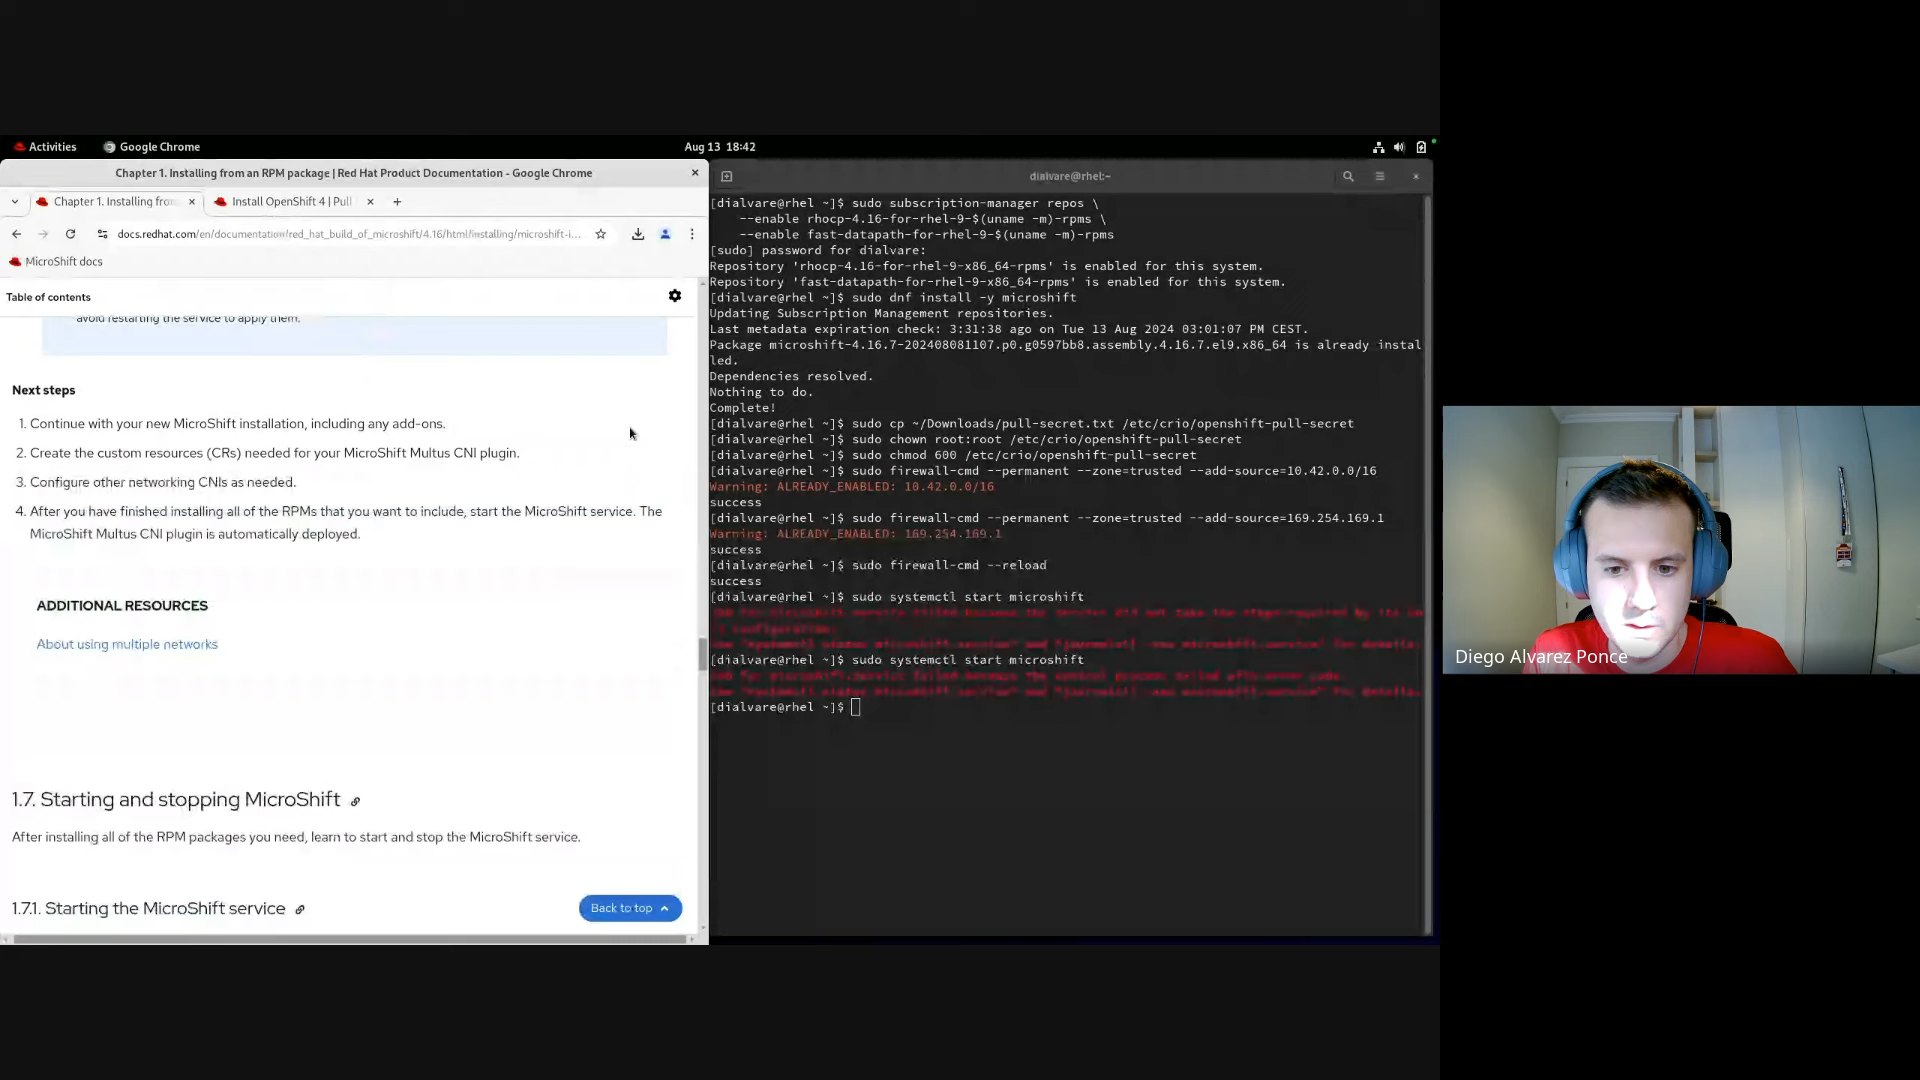 Activities
Google Chrome
Aug 13 18:42
Chapter 1. Installing from an RPM package | Red Hat Product Documentation - Google Chrome
Chapter 1. Installing from
Install OpenShift 4 | Pull
docs.redhat.com/en/documentation/red_hat_build_of_microshift/4.16/html/installing/microshift-i...
MicroShift docs
Table of contents
avoid restarting the service to apply them.
Next steps
1. Continue with your new MicroShift installation, including any add-ons.
2. Create the custom resources (CRs) needed for your MicroShift Multus CNI plugin.
3. Configure other networking CNIs as needed.
4. After you have finished installing all of the RPMs that you want to include, start the MicroShift service. The
MicroShift Multus CNI plugin is automatically deployed.
ADDITIONAL RESOURCES
About using multiple networks
1.7. Starting and stopping MicroShift
After installing all of the RPM packages you need, learn to start and stop the MicroShift service.
1.7.1. Starting the MicroShift service
Back to top
dialvare@rhel:~
[dialvare@rhel ~]$ sudo subscription-manager repos \
--enable rhocp-4.16-for-rhel-9-$(uname -m)-rpms \
--enable fast-datapath-for-rhel-9-$(uname -m)-rpms
[sudo] password for dialvare:
Repository 'rhocp-4.16-for-rhel-9-x86_64-rpms' is enabled for this system.
Repository 'fast-datapath-for-rhel-9-x86_64-rpms' is enabled for this system.
[dialvare@rhel ~]$ sudo dnf install -y microshift
Updating Subscription Management repositories.
Last metadata expiration check: 3:31:38 ago on Tue 13 Aug 2024 03:01:07 PM CEST.
Package microshift-4.16.7-202408081107.p0.g0597bb8.assembly.4.16.7.el9.x86_64 is already instal
led.
Dependencies resolved.
Nothing to do.
Complete!
[dialvare@rhel ~]$ sudo cp ~/Downloads/pull-secret.txt /etc/crio/openshift-pull-secret
[dialvare@rhel ~]$ sudo chown root:root /etc/crio/openshift-pull-secret
[dialvare@rhel ~]$ sudo chmod 600 /etc/crio/openshift-pull-secret
[dialvare@rhel ~]$ sudo firewall-cmd --permanent --zone=trusted --add-source=10.42.0.0/16
Warning: ALREADY_ENABLED: 10.42.0.0/16
success
[dialvare@rhel ~]$ sudo firewall-cmd --permanent --zone=trusted --add-source=169.254.169.1
Warning: ALREADY_ENABLED: 169.254.169.1
success
[dialvare@rhel ~]$ sudo firewall-cmd --reload
success
[dialvare@rhel ~]$ sudo systemctl start microshift
[dialvare@rhel ~]$ sudo systemctl start microshift
[dialvare@rhel ~]$
Diego Alvarez Ponce